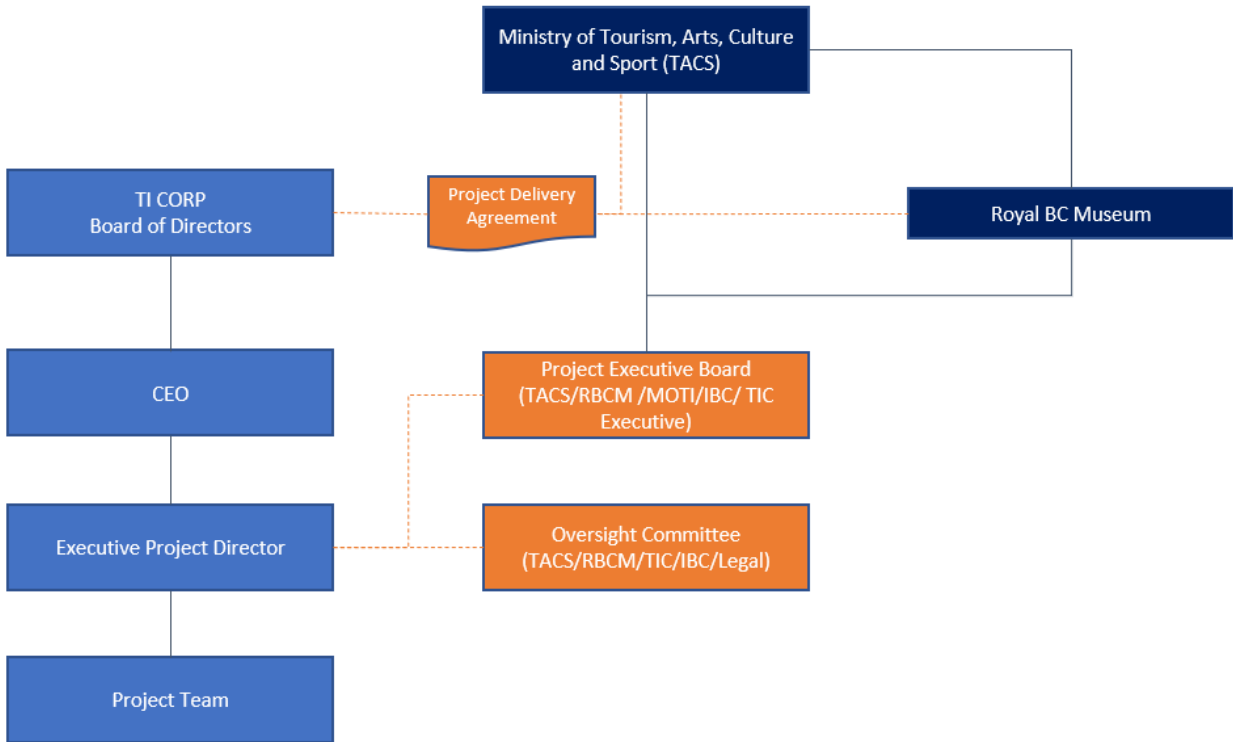 Ministry of Tourism, Arts, Culture
and Sport (TACS)
TI CORP
Board of Directors
Project Delivery
Agreement
Royal BC Museum
CEO
Project Executive Board
(TACS/RBCM /MOTI/IBC/ TIC
Executive)
Executive Project Director
Oversight Committee
(TACS/RBCM/TIC/IBC/Legal)
Project Team